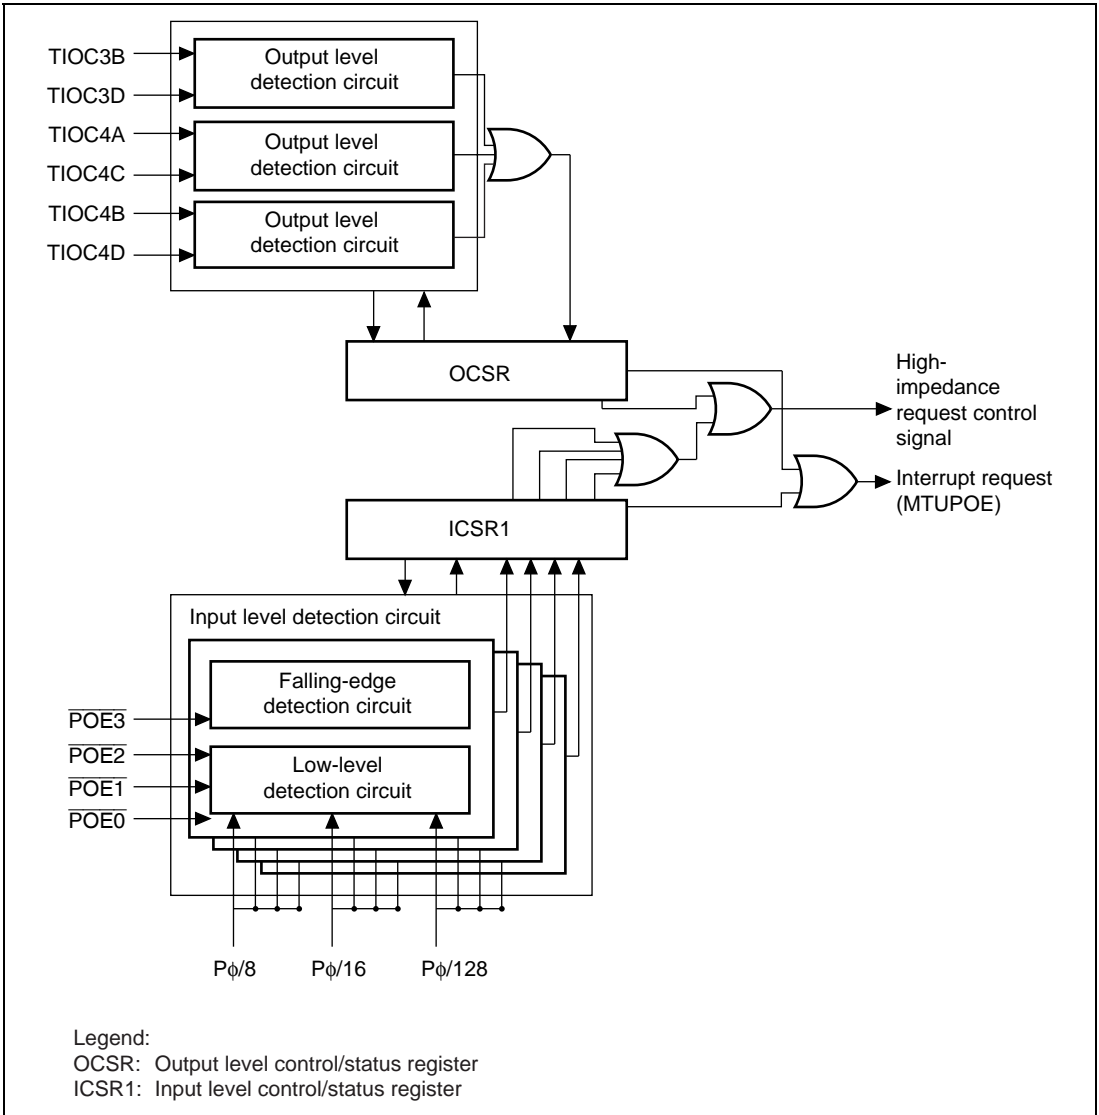 TIOC3B
TIOC3D
TIOC4A
TIOC4C
TIOC4B
TIOC4D
Output level
detection circuit
Output level
detection circuit
Output level
detection circuit
OCSR
High-
impedance
request control
signal
Interrupt request
(MTUPOE)
ICSR1
Input level detection circuit
Falling-edge
detection circuit
Low-level
detection circuit
POE3
POE2
POE1
POE0
Pϕ/8
Pϕ/16
Pϕ/128
Legend:
OCSR: Output level control/status register
ICSR1: Input level control/status register